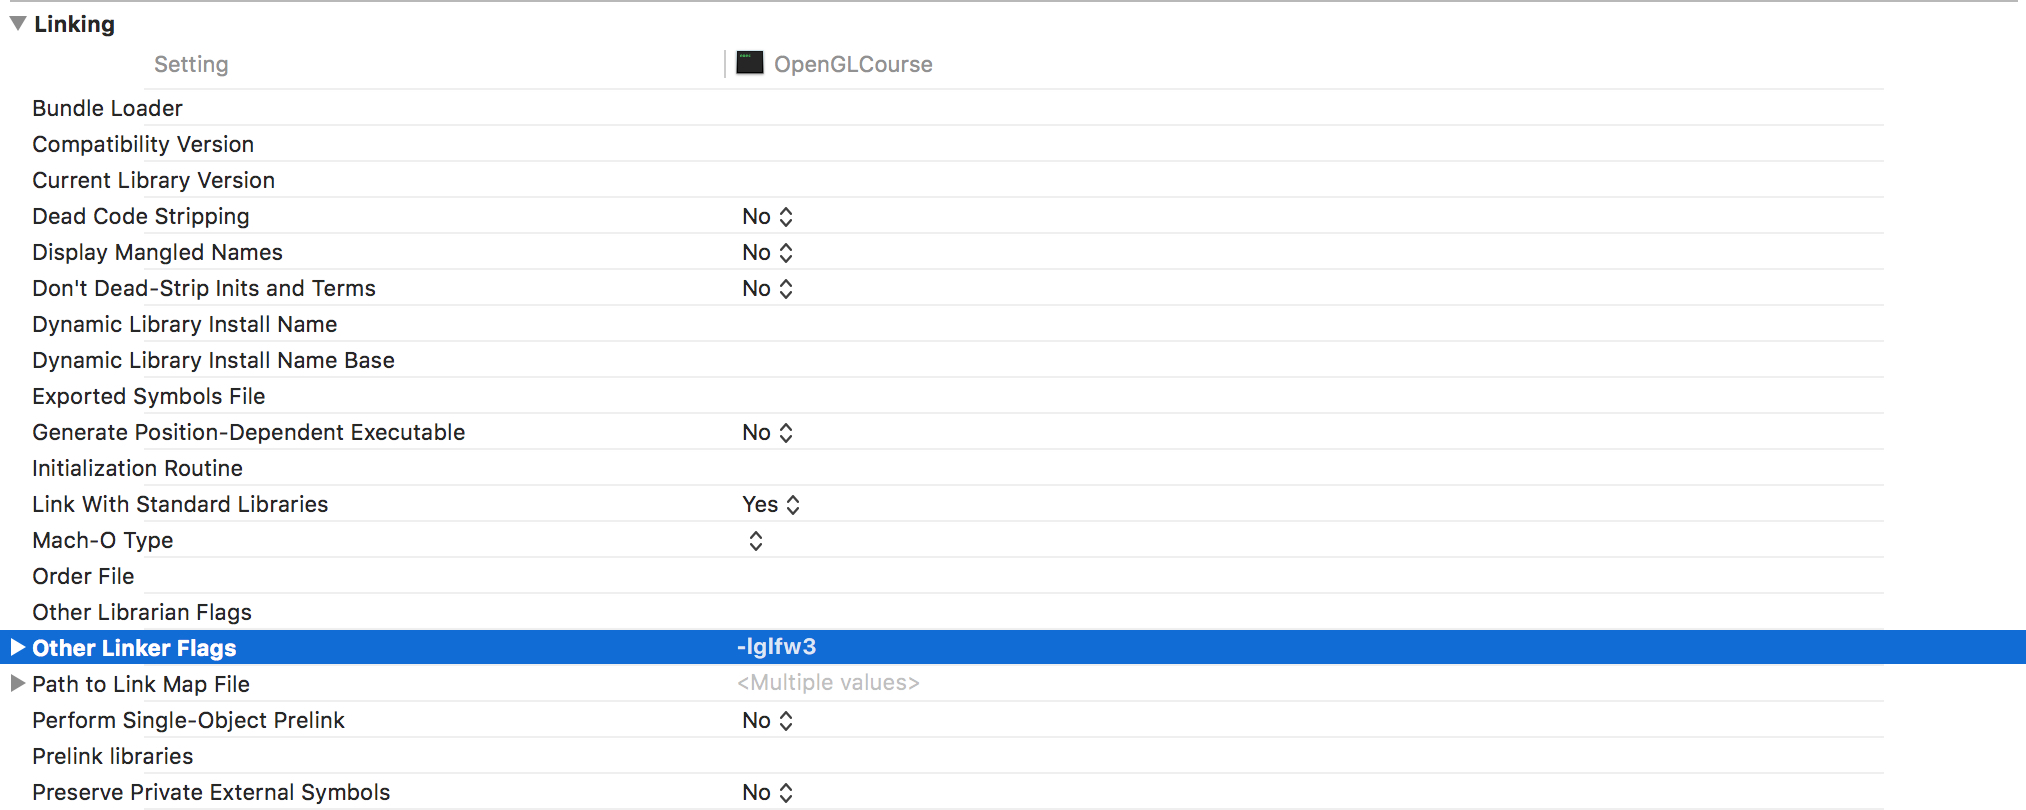 Linking
Setting OpenGLCourse
Bundle Loader
Compatibility Version
Current Library Version
Dead Code Stripping No
Display Mangled Names No
Don't Dead-Strip Inits and Terms No
Dynamic Library Install Name
Dynamic Library Install Name Base
Exported Symbols File
Generate Position-Dependent Executable No
Initialization Routine
Link With Standard Libraries Yes
Mach-O Type
Order File
Other Librarian Flags
Other Linker Flags -lglfw3
Path to Link Map File <Multiple values>
Perform Single-Object Prelink No
Prelink libraries
Preserve Private External Symbols No